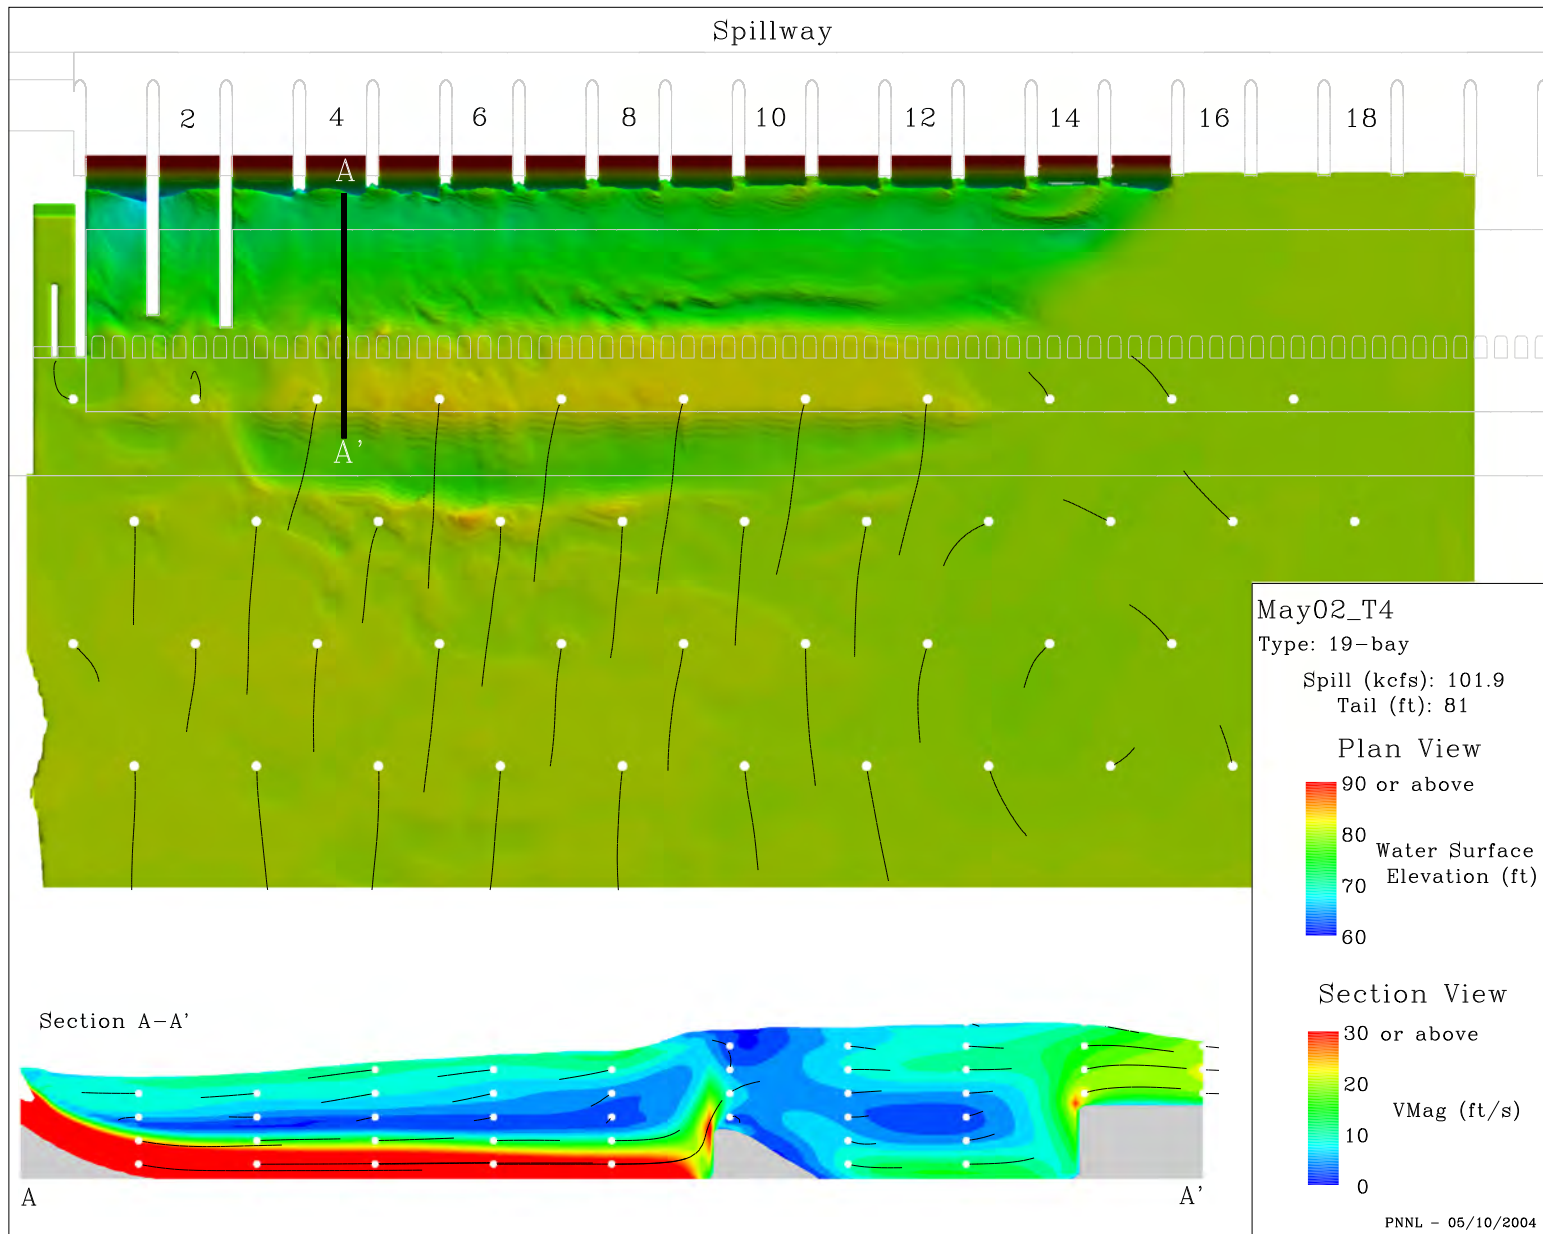 Spillway
2 4 6 8 10 12 14 16 18
A
A'
May02_T4
Type: 19-bay
Spill (kcfs): 101.9
Tail (ft): 81
Plan View
90 or above
80
Water Surface
Elevation (ft)
70
60
Section View
30 or above
20
VMag (ft/s)
10
0
Section A-A'
A A'
PNNL - 05/10/2004